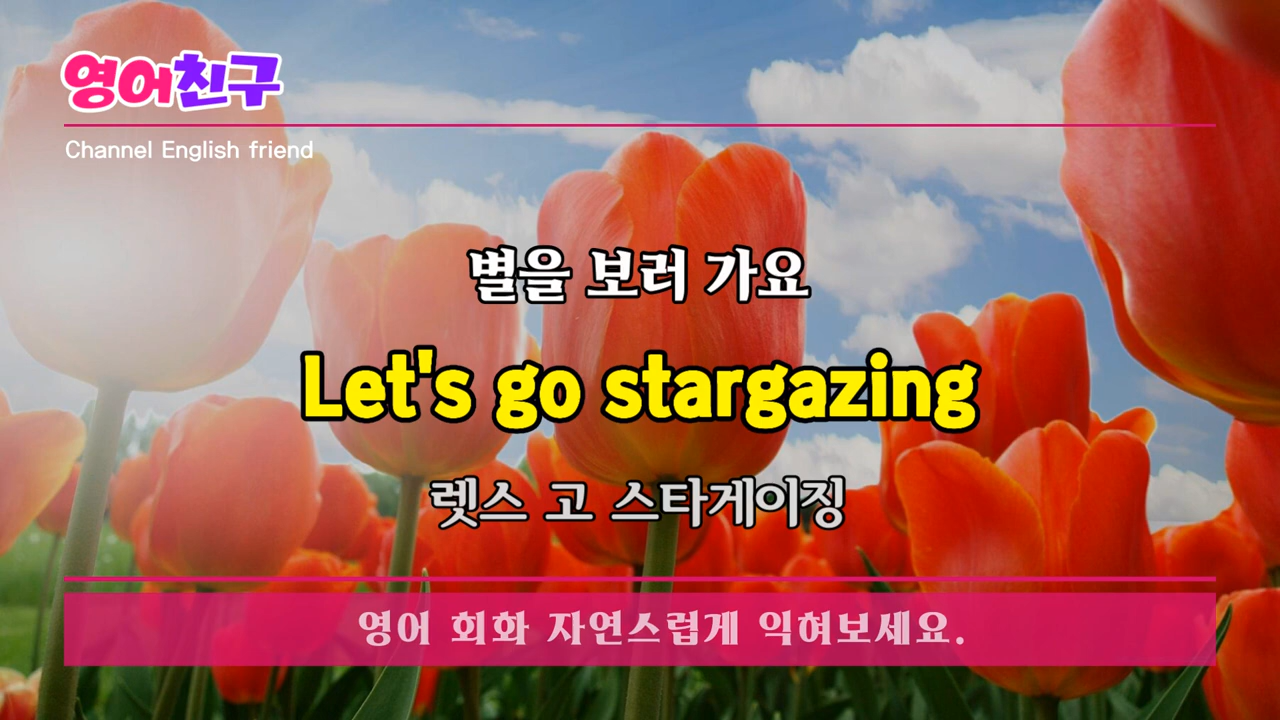 영어친구
Channel English friend
별을 보러 가요
Let's go stargazing
렛스 고 스타게이징
영어 회화 자연스럽게 익혀보세요.